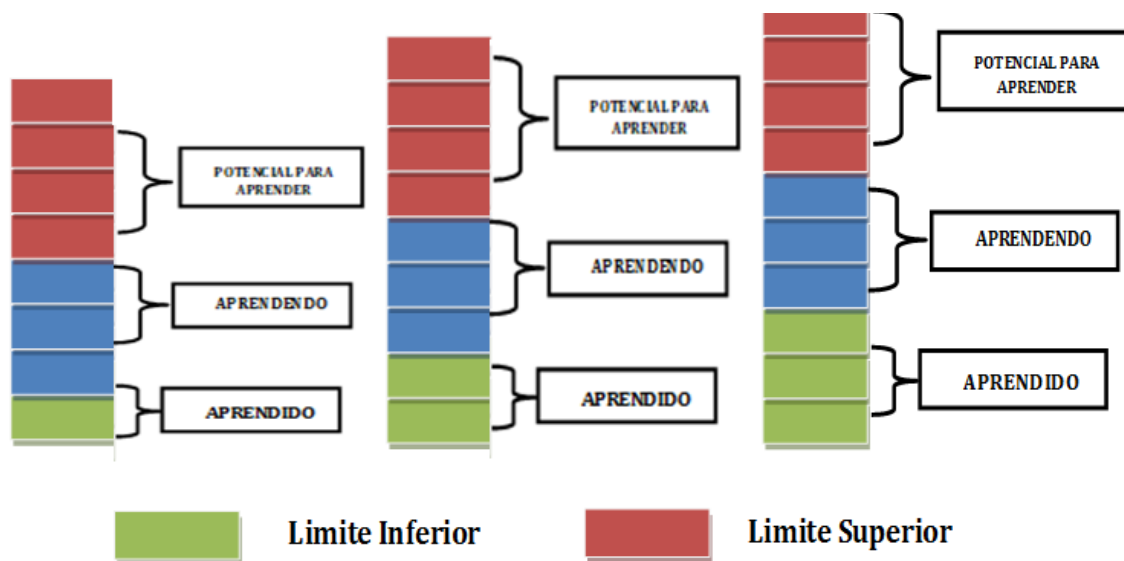 POTENCIAL PARA
APRENDER
APRENDENDO
APRENDIDO
POTENCIAL PARA
APRENDER
APRENDENDO
APRENDIDO
POTENCIAL PARA
APRENDER
APRENDENDO
APRENDIDO
Limite Inferior
Limite Superior